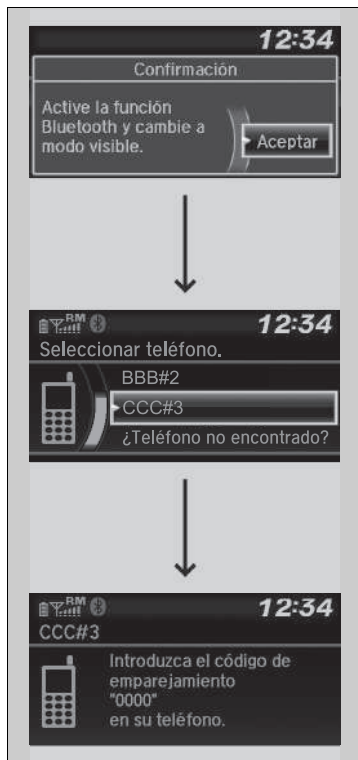 12:34
Confirmación
Active la función
Bluetooth y cambie a
modo visible.
Aceptar
RM
12:34
Seleccionar teléfono.
BBB#2
CCC#3
¿Teléfono no encontrado?
RM
12:34
CCC#3
Introduzca el código de
emparejamiento
"0000"
en su teléfono.